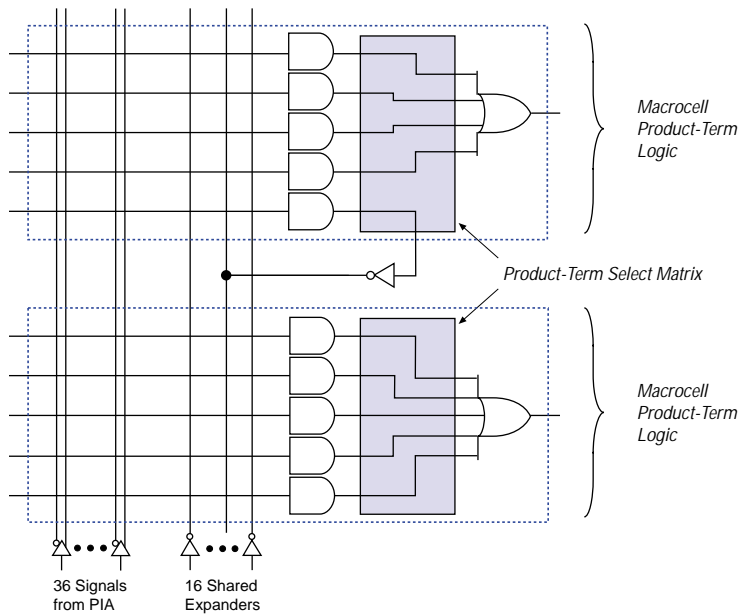 Macrocell
Product-Term
Logic
Product-Term Select Matrix
Macrocell
Product-Term
Logic
36 Signals
from PIA
16 Shared
Expanders